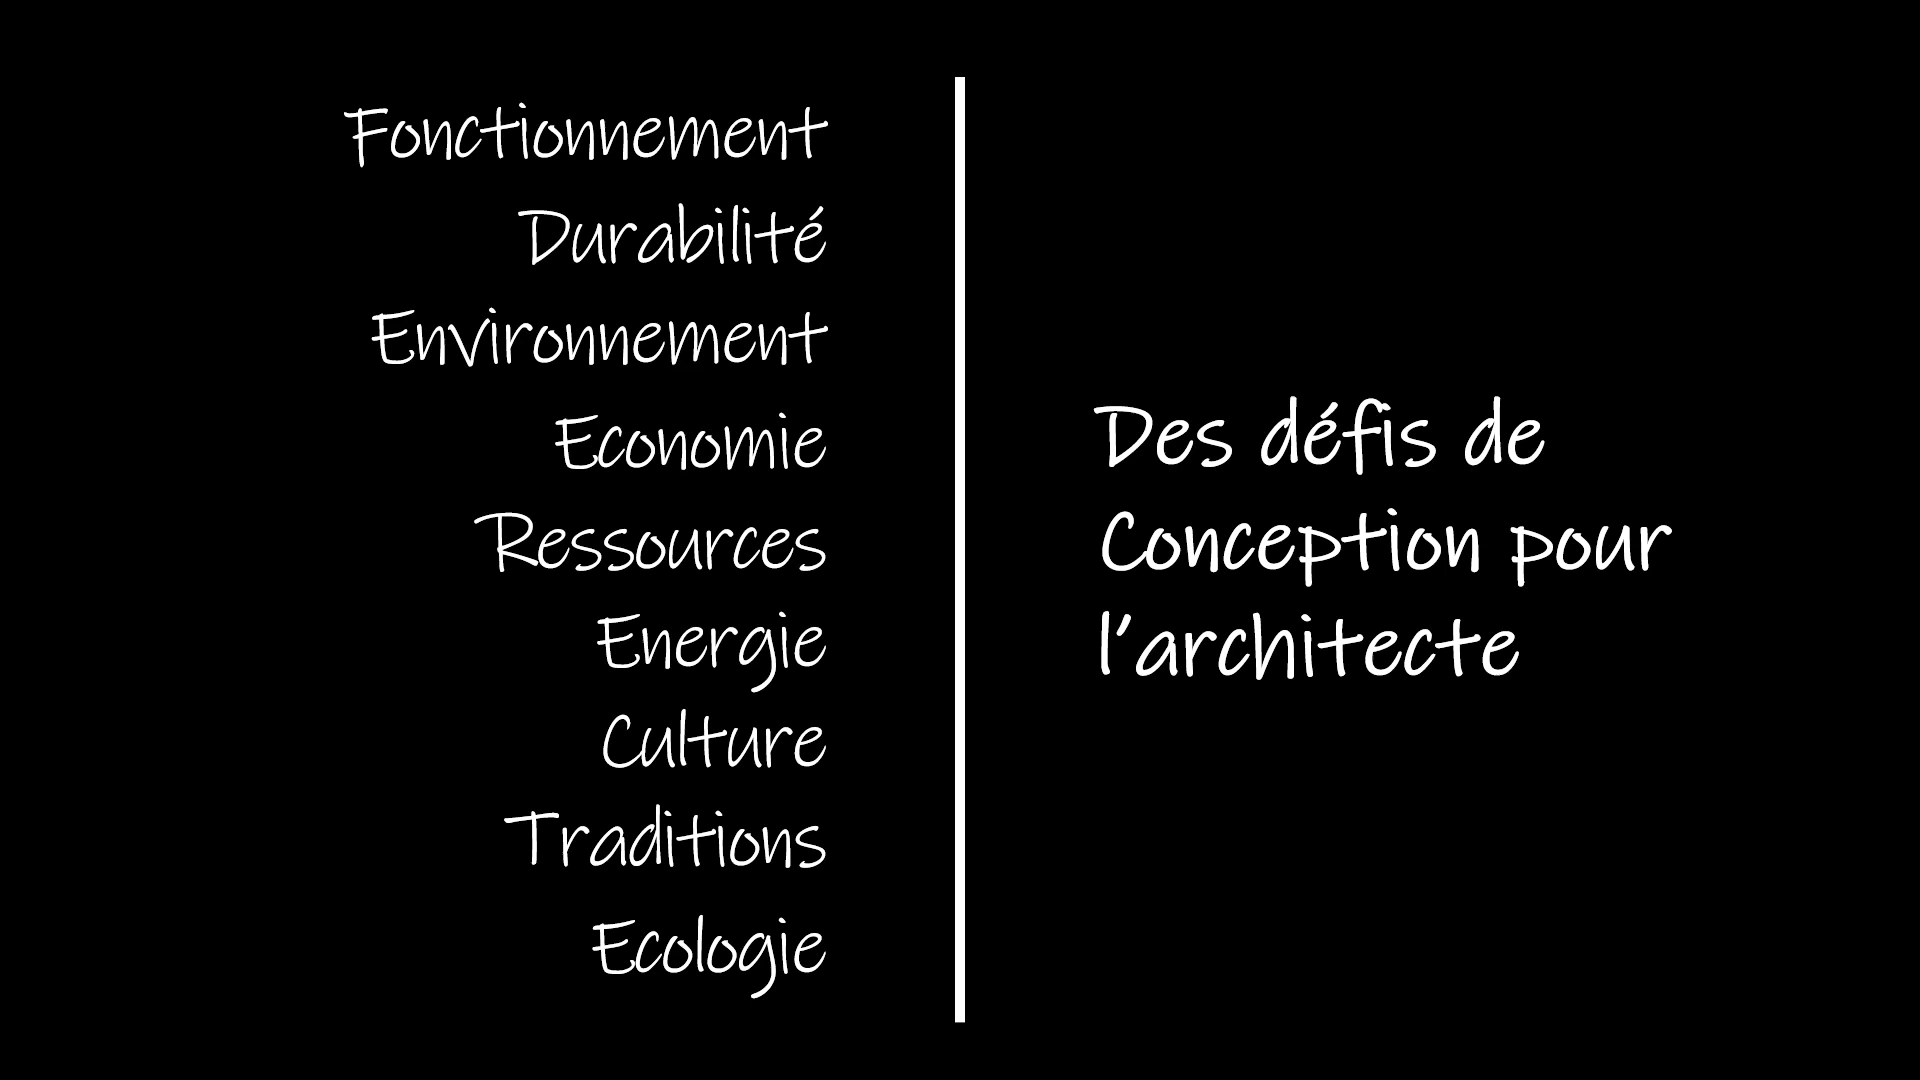 Fonctionnement
Durabilité
Environnement
Economie
Ressources
Energie
Culture
Traditions
Ecologie
Des défis de
Conception pour
l'architecte